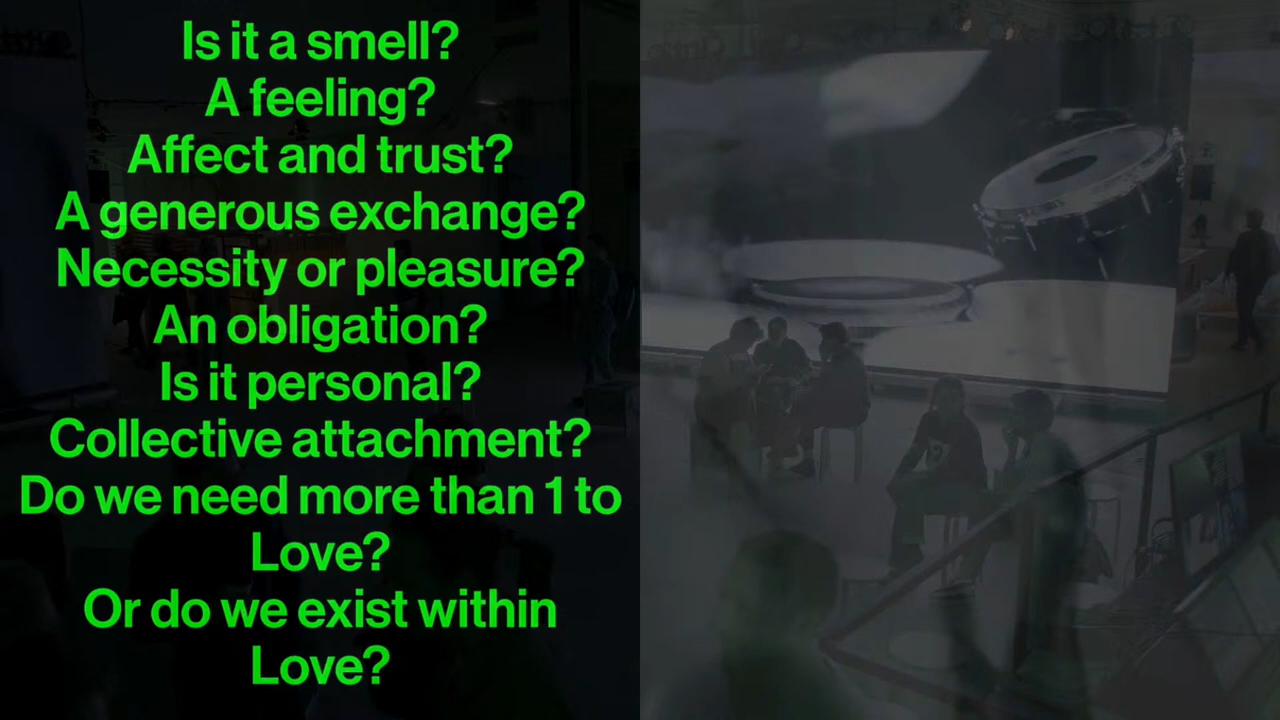 Is it a smell?
A feeling?
Affect and trust?
A generous exchange?
Necessity or pleasure?
An obligation?
Is it personal?
Collective attachment?
Do we need more than 1 to
Love?
Or do we exist within
Love?